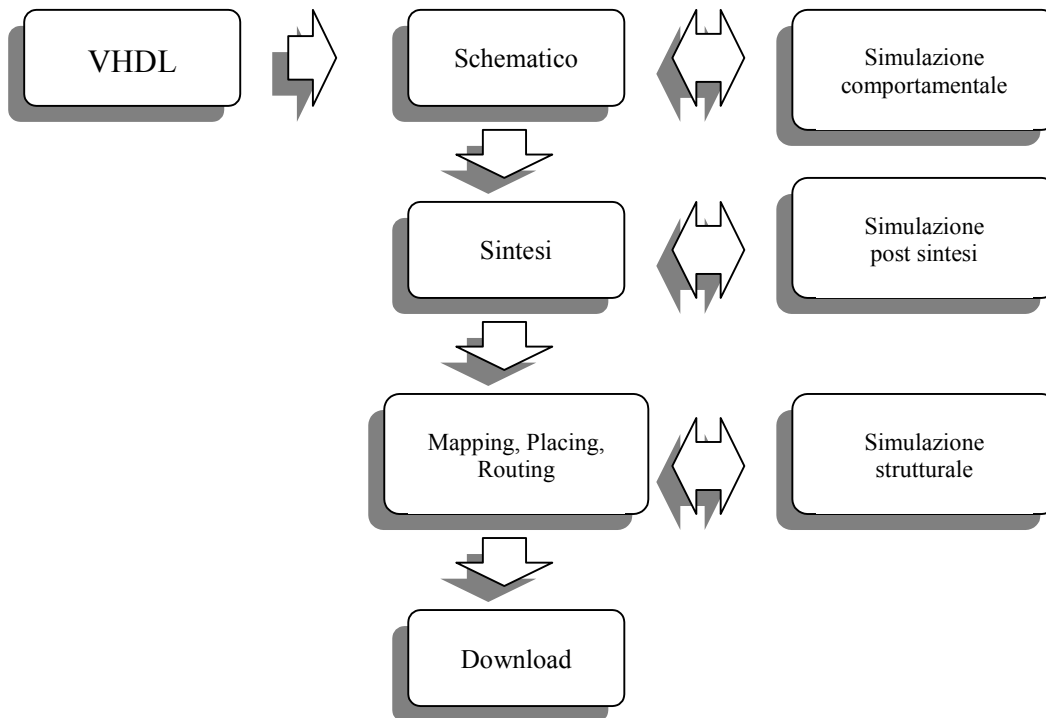 VHDL
Schematico
Simulazione
comportamentale
Sintesi
Simulazione
post sintesi
Mapping, Placing,
Routing
Simulazione
strutturale
Download